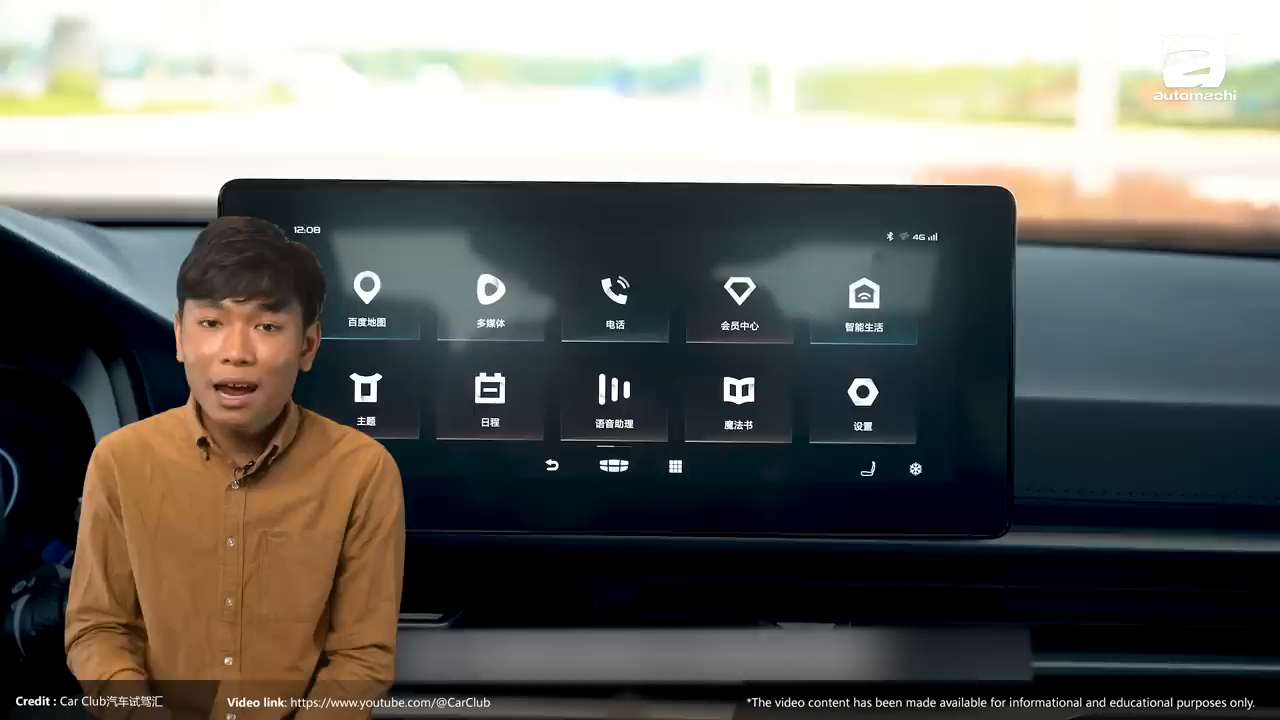 automachi
12:08
4G
百度地图
多媒体
电话
会员中心
智能生活
主题
日程
语音助理
魔法书
设置
Credit : Car Club汽车试驾汇
Video link: https://www.youtube.com/@CarClub
*The video content has been made available for informational and educational purposes only.